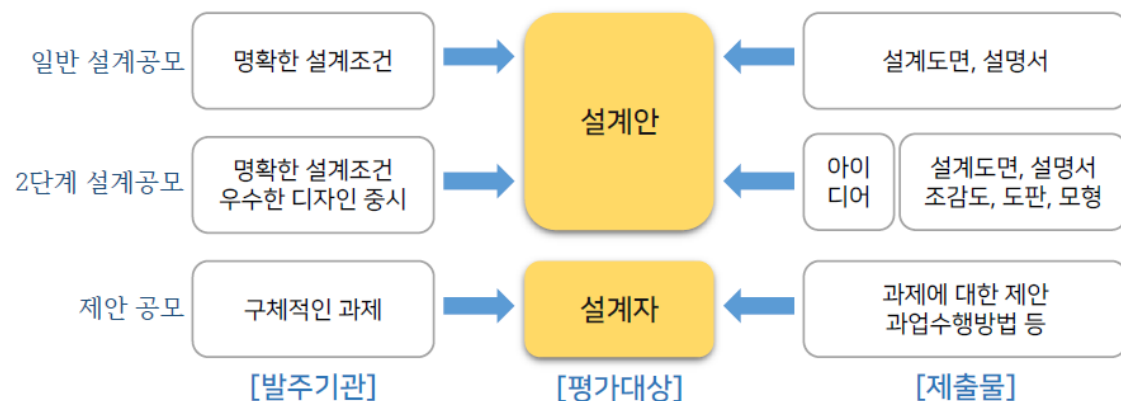 일반 설계공모
명확한 설계조건
설계안
설계도면, 설명서
2단계 설계공모
명확한 설계조건
우수한 디자인 중시
아이
디어
설계도면, 설명서
조감도, 도판, 모형
제안 공모
구체적인 과제
설계자
과제에 대한 제안
과업수행방법 등
[발주기관]
[평가대상]
[제출물]